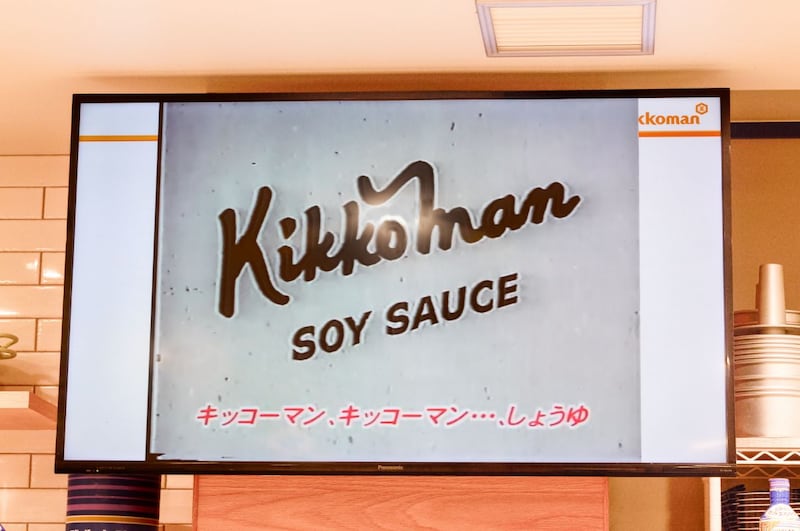 kkoman
Kikkoman
SOY SAUCE
キッコーマン、キッコーマン…、しょうゆ
Panasonic